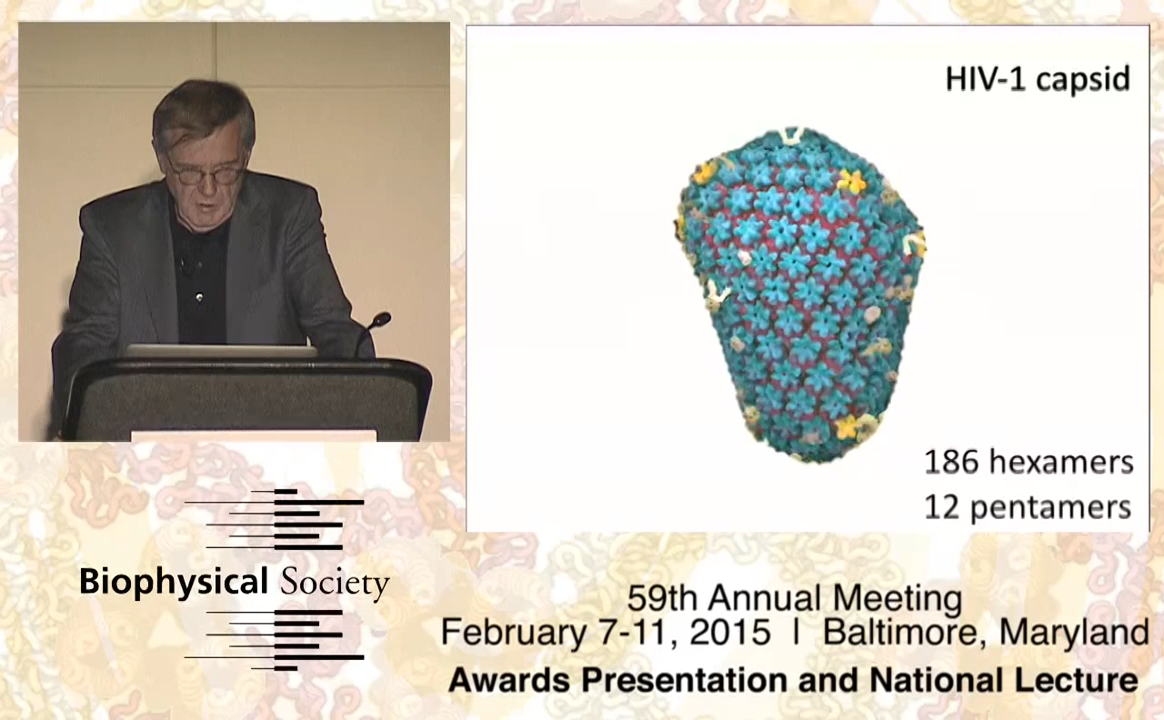 HIV-1 capsid
186 hexamers
12 pentamers
Biophysical Society
59th Annual Meeting
February 7-11, 2015 | Baltimore, Maryland
Awards Presentation and National Lecture